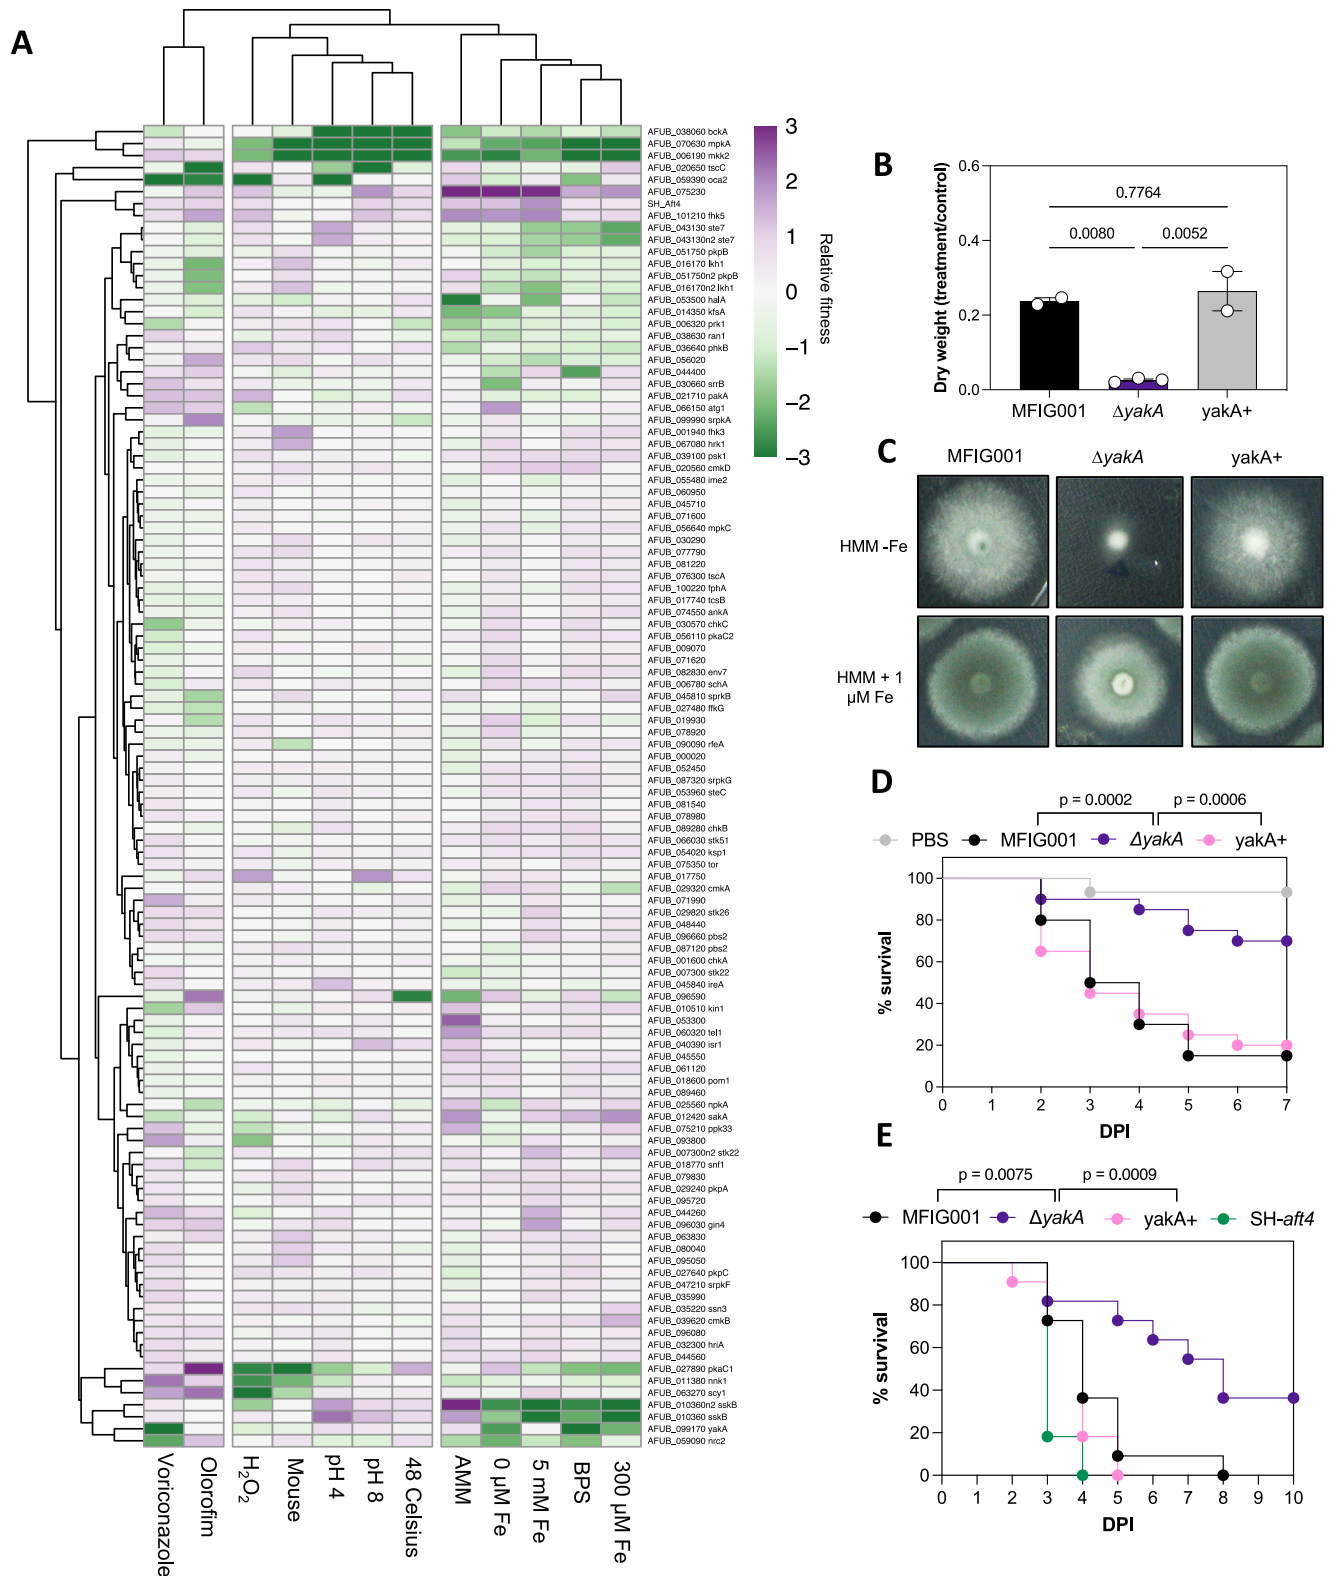 A
3
2
1
0
−1
−2
−3
Relative fitness
AFUB_038060 bckA
AFUB_070630 mpkA
AFUB_006190 mkk2
AFUB_020650 tscC
AFUB_059390 oca2
AFUB_075230
SH_Aft4
AFUB_101210 fhk5
AFUB_043130 ste7
AFUB_043130n2 ste7
AFUB_051750 pkpB
AFUB_016170 lkh1
AFUB_051750n2 pkpB
AFUB_016170n2 lkh1
AFUB_053500 halA
AFUB_014350 kfsA
AFUB_006320 prk1
AFUB_038630 ran1
AFUB_036640 phkB
AFUB_056020
AFUB_044400
AFUB_030660 srrB
AFUB_021710 pakA
AFUB_066150 atg1
AFUB_099990 srpkA
AFUB_001940 fhk3
AFUB_067080 hrk1
AFUB_039100 psk1
AFUB_020560 cmkD
AFUB_055480 ime2
AFUB_060950
AFUB_045710
AFUB_071600
AFUB_056640 mpkC
AFUB_030290
AFUB_077790
AFUB_081220
AFUB_076300 tscA
AFUB_100220 fphA
AFUB_017740 tcsB
AFUB_074550 ankA
AFUB_030570 chkC
AFUB_056110 pkaC2
AFUB_009070
AFUB_071620
AFUB_082830 env7
AFUB_006780 schA
AFUB_045810 sprkB
AFUB_027480 ffkG
AFUB_019930
AFUB_078920
AFUB_090090 rfeA
AFUB_000020
AFUB_052450
AFUB_087320 srpkG
AFUB_053960 steC
AFUB_081540
AFUB_078980
AFUB_089280 chkB
AFUB_066030 stk51
AFUB_054020 ksp1
AFUB_075350 tor
AFUB_017750
AFUB_029320 cmkA
AFUB_071990
AFUB_029820 stk26
AFUB_048440
AFUB_096660 pbs2
AFUB_087120 pbs2
AFUB_001600 chkA
AFUB_007300 stk22
AFUB_045840 ireA
AFUB_096590
AFUB_010510 kin1
AFUB_053300
AFUB_060320 tel1
AFUB_040390 isr1
AFUB_045550
AFUB_061120
AFUB_018600 pom1
AFUB_089460
AFUB_025560 npkA
AFUB_012420 sakA
AFUB_075210 ppk33
AFUB_093800
AFUB_007300n2 stk22
AFUB_018770 snf1
AFUB_079830
AFUB_029240 pkpA
AFUB_095720
AFUB_044260
AFUB_096030 gin4
AFUB_063830
AFUB_080040
AFUB_095050
AFUB_027640 pkpC
AFUB_047210 srpkF
AFUB_035990
AFUB_035220 ssn3
AFUB_039620 cmkB
AFUB_096080
AFUB_032300 hriA
AFUB_044560
AFUB_027890 pkaC1
AFUB_011380 nnk1
AFUB_063270 scy1
AFUB_010360n2 sskB
AFUB_010360 sskB
AFUB_099170 yakA
AFUB_059090 nrc2
Voriconazole
Olorofim
H₂O₂
Mouse
pH 4
pH 8
48 Celsius
AMM
0 µM Fe
5 mM Fe
BPS
300 µM Fe
B
Dry weight (treatment/control)
0.6
0.4
0.2
0.0
0.7764
0.0080 0.0052
MFIG001 ΔyakA yakA+
C
MFIG001 ΔyakA yakA+
HMM -Fe
HMM + 1
µM Fe
D
p = 0.0002 p = 0.0006
PBS MFIG001 ΔyakA yakA+
% survival
100
80
60
40
20
0
0 1 2 3 4 5 6 7
DPI
E
p = 0.0075 p = 0.0009
MFIG001 ΔyakA yakA+ SH-aft4
% survival
100
80
60
40
20
0
0 1 2 3 4 5 6 7 8 9 10
DPI